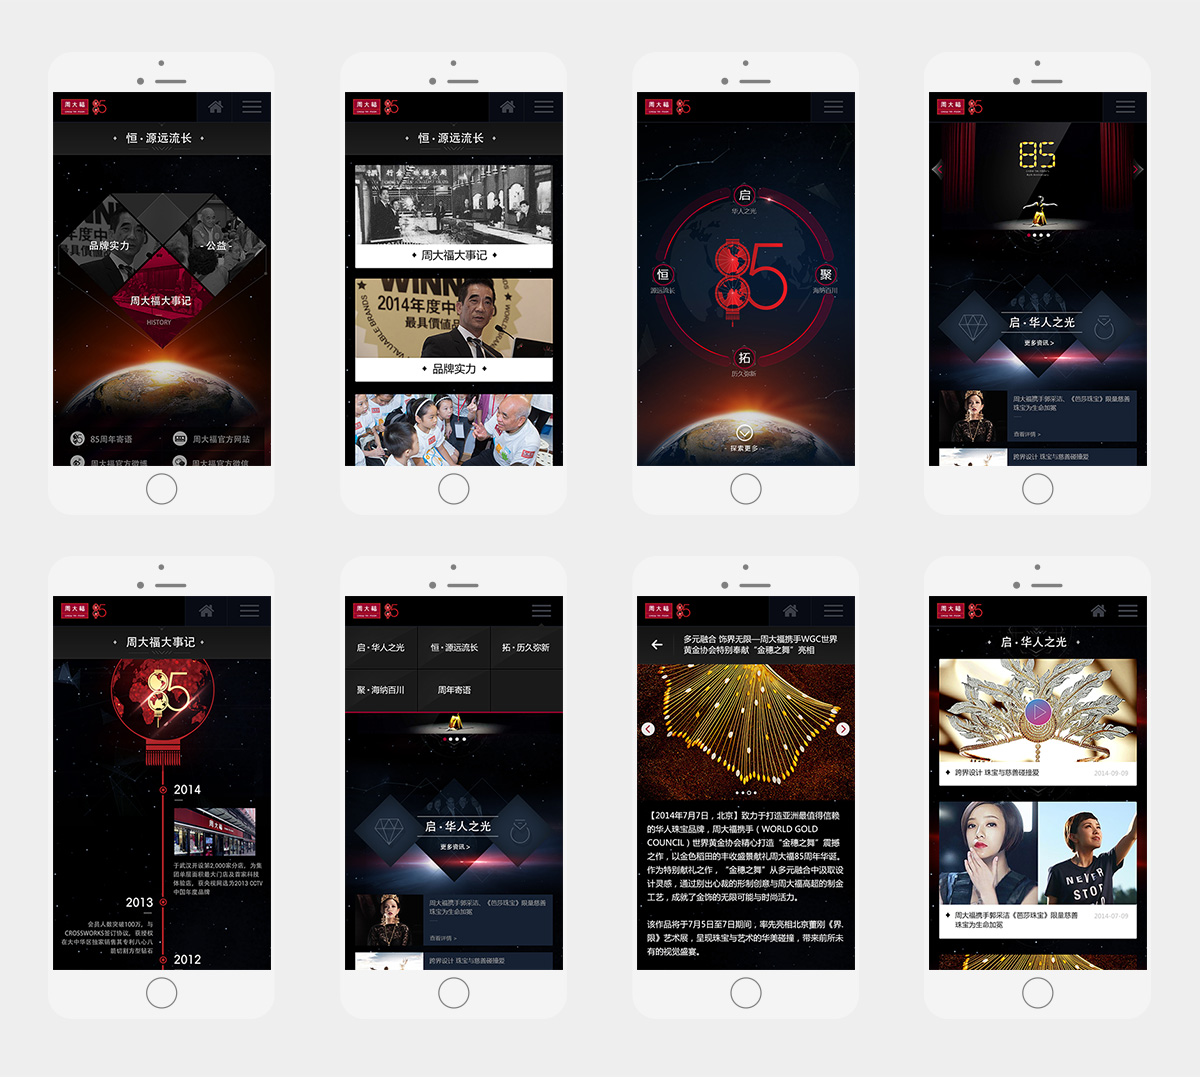 周大福
85
恒·源远流长
品牌实力
- 公益 -
周大福大事记
HISTORY
85周年寄语
周大福官方网站
周大福官方微博
周大福官方微信
周大福
85
恒·源远流长
周大福大事记
WINN
2014年度中
最具價值品
品牌实力
周大福
85
启
华人之光
恒
源远流长
85
聚
海纳百川
拓
历久弥新
- 探索更多 -
周大福
85
85
启·华人之光
更多资讯 >
周大福携手郭采洁、《芭莎珠宝》限量慈善
珠宝为生命加冕
查看详情 >
跨界设计 珠宝与慈善碰撞爱
周大福
85
周大福大事记
85
2014
周大福
于武汉开设第2,000家分店，为集
团单层面积最大门店及首家科技
体验店，获央视网选为2013 CCTV
中国年度品牌
2013
会员人数突破100万，与
CROSSWORKS签订协议，获授权
在大中华区独家销售其专利八心八
箭切割方型钻石
2012
周大福
85
启·华人之光
恒·源远流长
拓·历久弥新
聚·海纳百川
周年寄语
启·华人之光
更多资讯 >
周大福携手郭采洁、《芭莎珠宝》限量慈善
珠宝为生命加冕
查看详情 >
跨界设计 珠宝与慈善碰撞爱
周大福
85
多元融合 饰界无限—周大福携手WGC世界
黄金协会特别奉献“金穗之舞”亮相
【2014年7月7日，北京】致力于打造亚洲最值得信赖
的华人珠宝品牌，周大福携手（WORLD GOLD
COUNCIL）世界黄金协会精心打造“金穗之舞”震撼
之作，以金色稻田的丰收盛景献礼周大福85周年华诞。
作为特别献礼之作，“金穗之舞”从多元融合中汲取设
计灵感，通过别出心裁的形制创意与周大福高超的制金
工艺，成就了金饰的无限可能与时尚活力。
该作品将于7月5日至7日期间，率先亮相北京董刚《界.
限》艺术展，呈现珠宝与艺术的华美碰撞，带来前所未
有的视觉盛宴。
周大福
85
启·华人之光
跨界设计 珠宝与慈善碰撞爱
2014-09-09
NEVER
STOP
周大福携手郭采洁《芭莎珠宝》限量慈善
珠宝为生命加冕
2014-07-09